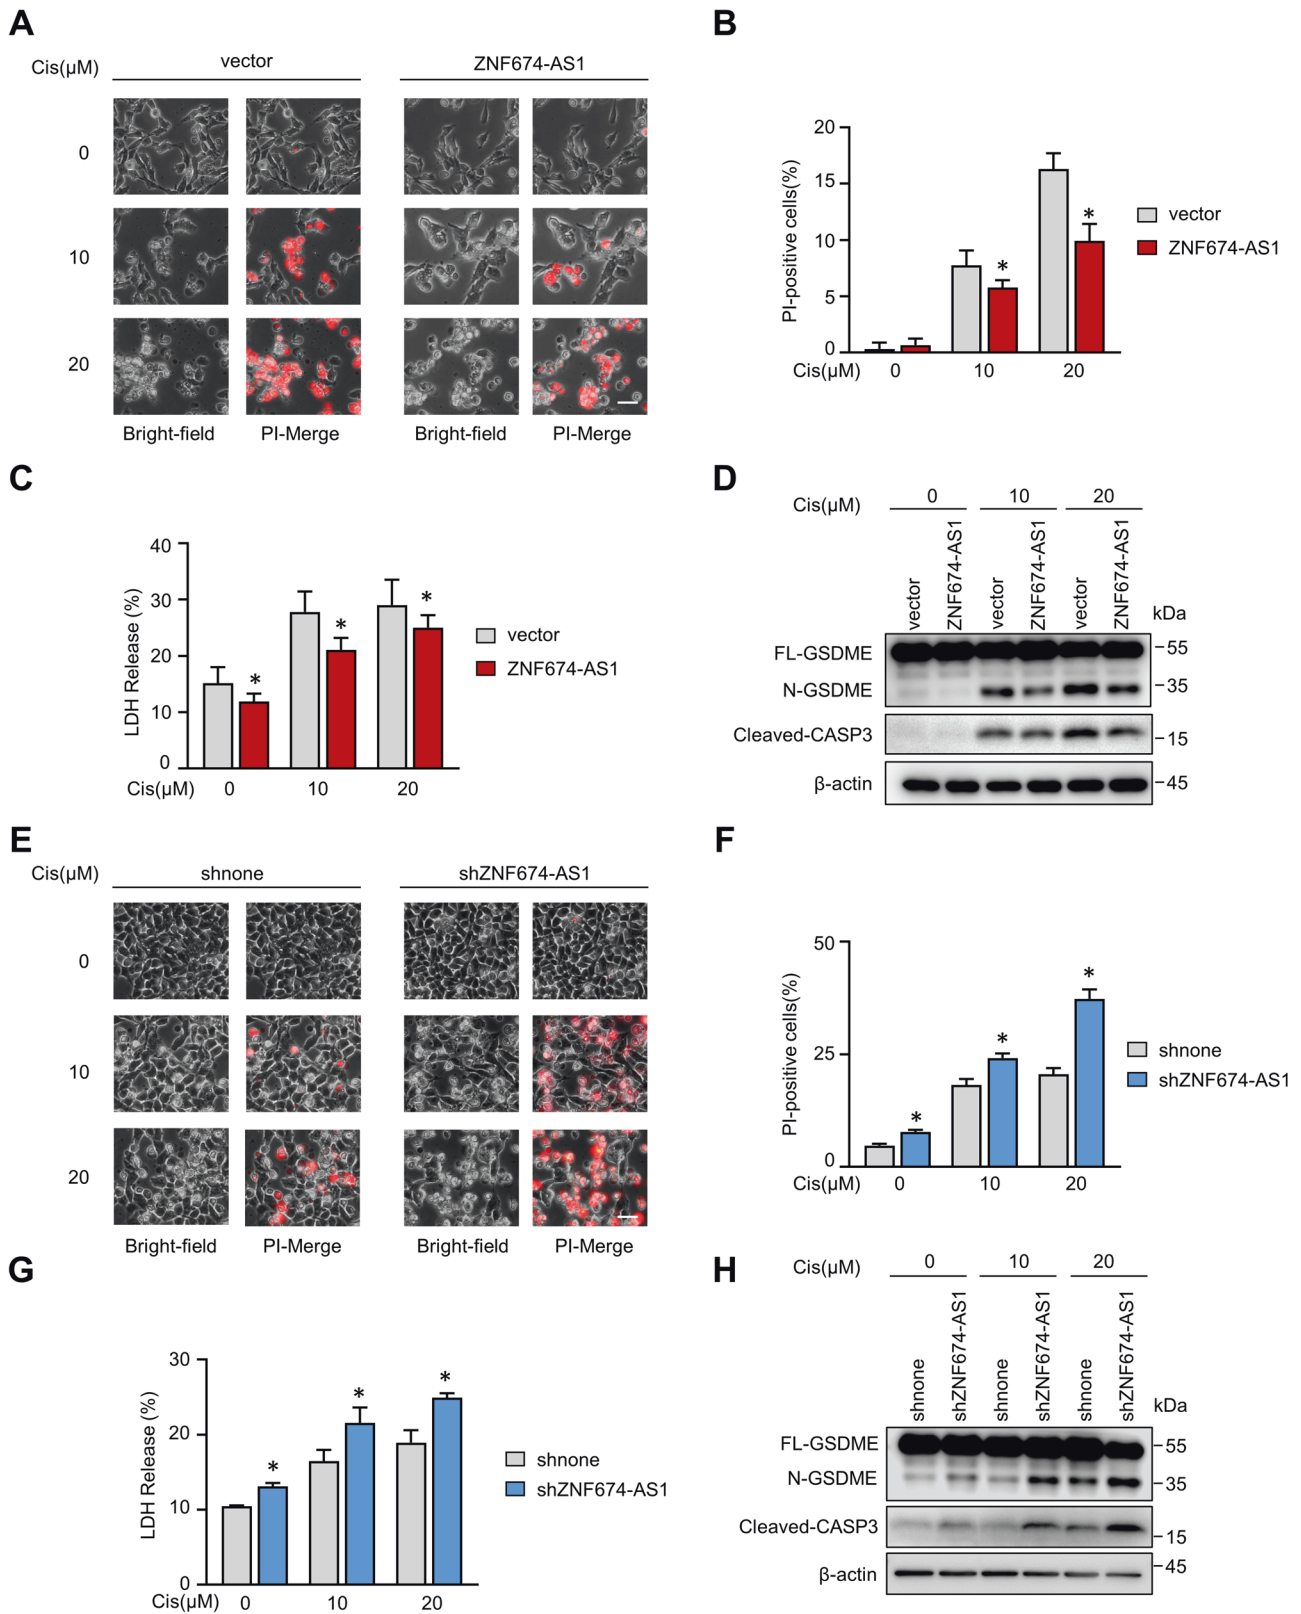 A
Cis(μM)
vector
ZNF674-AS1
0
10
20
Bright-field
PI-Merge
Bright-field
PI-Merge
B
PI-positive cells(%)
20
15
10
5
0
*
*
Cis(μM)
0
10
20
vector
ZNF674-AS1
C
LDH Release (%)
40
30
20
10
0
*
*
*
Cis(μM)
0
10
20
vector
ZNF674-AS1
D
Cis(μM)
0
10
20
vector
ZNF674-AS1
vector
ZNF674-AS1
vector
ZNF674-AS1
kDa
FL-GSDME
55
N-GSDME
35
Cleaved-CASP3
15
β-actin
45
E
Cis(μM)
shnone
shZNF674-AS1
0
10
20
Bright-field
PI-Merge
Bright-field
PI-Merge
F
PI-positive cells(%)
50
25
0
*
*
*
Cis(μM)
0
10
20
shnone
shZNF674-AS1
G
LDH Release (%)
30
20
10
0
*
*
*
Cis(μM)
0
10
20
shnone
shZNF674-AS1
H
Cis(μM)
0
10
20
shnone
shZNF674-AS1
shnone
shZNF674-AS1
shnone
shZNF674-AS1
kDa
FL-GSDME
55
N-GSDME
35
Cleaved-CASP3
15
β-actin
45